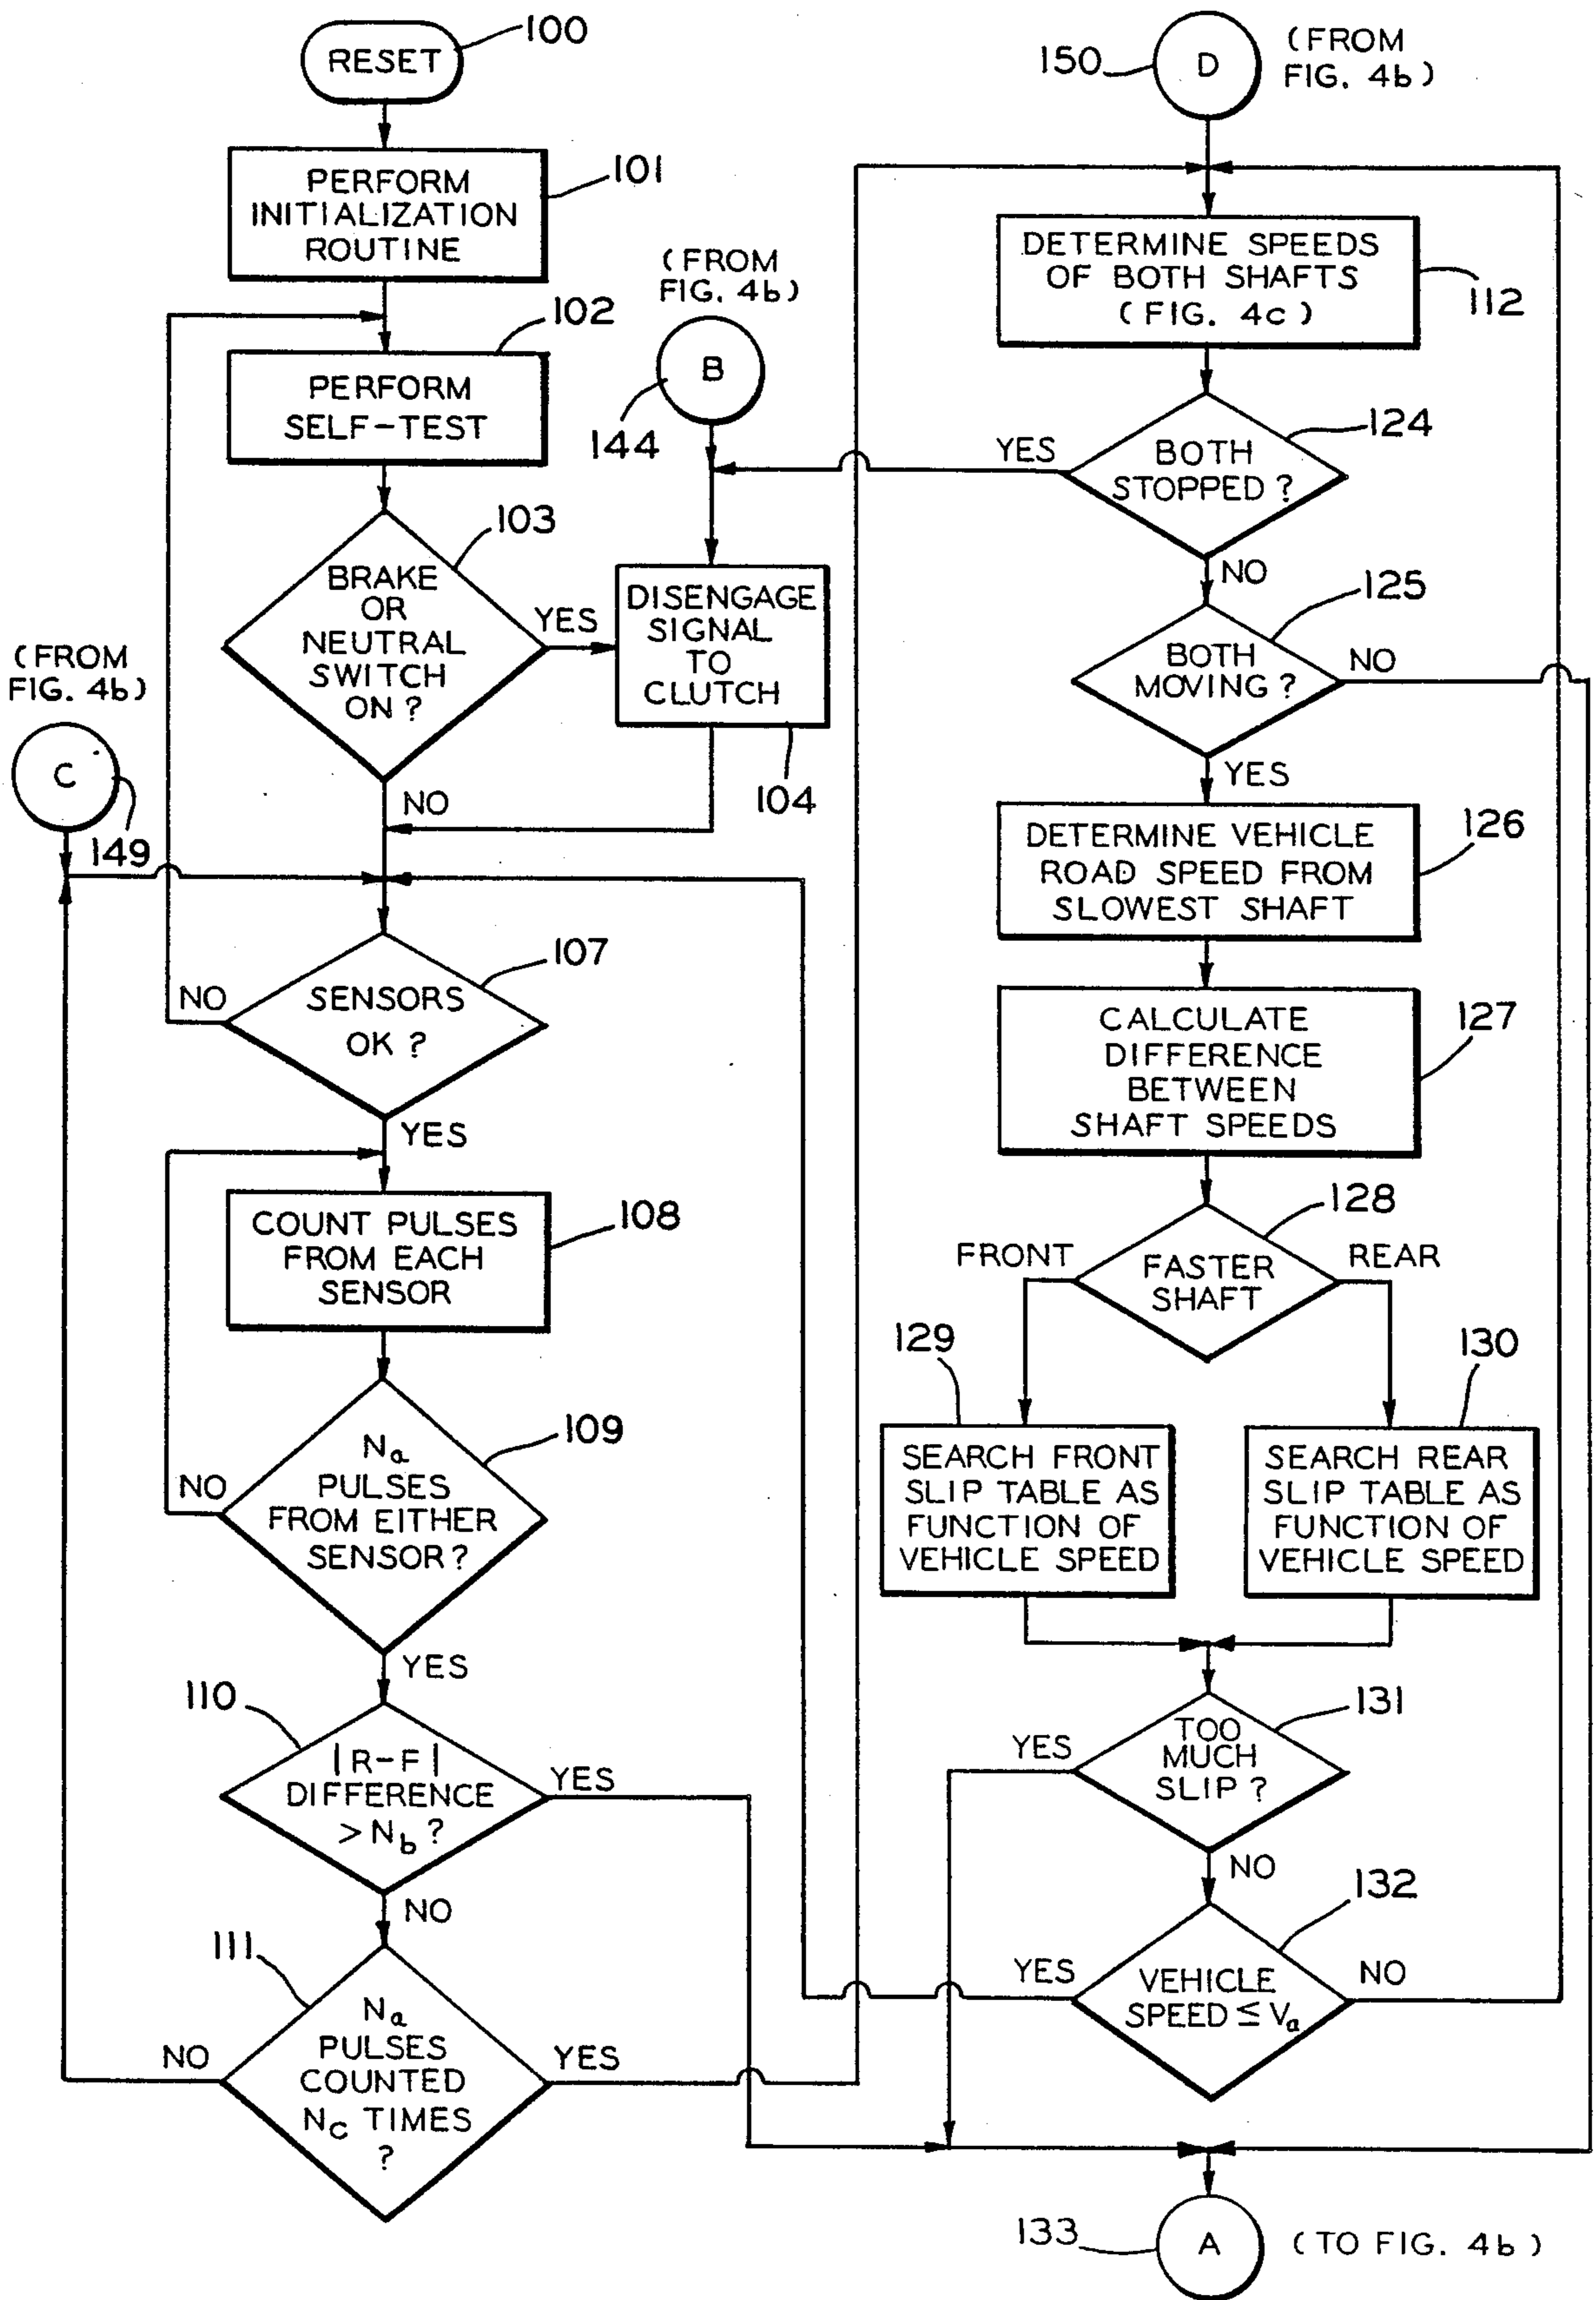 RESET
100
PERFORM
INITIALIZATION
ROUTINE
101
PERFORM
SELF-TEST
102
BRAKE
OR
NEUTRAL
SWITCH
ON ?
103
YES
NO
(FROM
FIG. 4b)
B
144
DISENGAGE
SIGNAL
TO
CLUTCH
104
(FROM
FIG. 4b)
C
149
SENSORS
OK ?
107
NO
YES
COUNT PULSES
FROM EACH
SENSOR
108
Na
PULSES
FROM EITHER
SENSOR ?
109
NO
YES
110
|R-F|
DIFFERENCE
> Nb ?
YES
NO
111
Na
PULSES
COUNTED
Nc TIMES
?
NO
YES
150
D
(FROM
FIG. 4b)
DETERMINE SPEEDS
OF BOTH SHAFTS
(FIG. 4c)
112
BOTH
STOPPED ?
124
YES
NO
BOTH
MOVING ?
125
NO
YES
DETERMINE VEHICLE
ROAD SPEED FROM
SLOWEST SHAFT
126
CALCULATE
DIFFERENCE
BETWEEN
SHAFT SPEEDS
127
FASTER
SHAFT
128
FRONT
REAR
129
SEARCH FRONT
SLIP TABLE AS
FUNCTION OF
VEHICLE SPEED
130
SEARCH REAR
SLIP TABLE AS
FUNCTION OF
VEHICLE SPEED
TOO
MUCH
SLIP ?
131
YES
NO
VEHICLE
SPEED ≤ Va
132
YES
NO
133
A
(TO FIG. 4b)